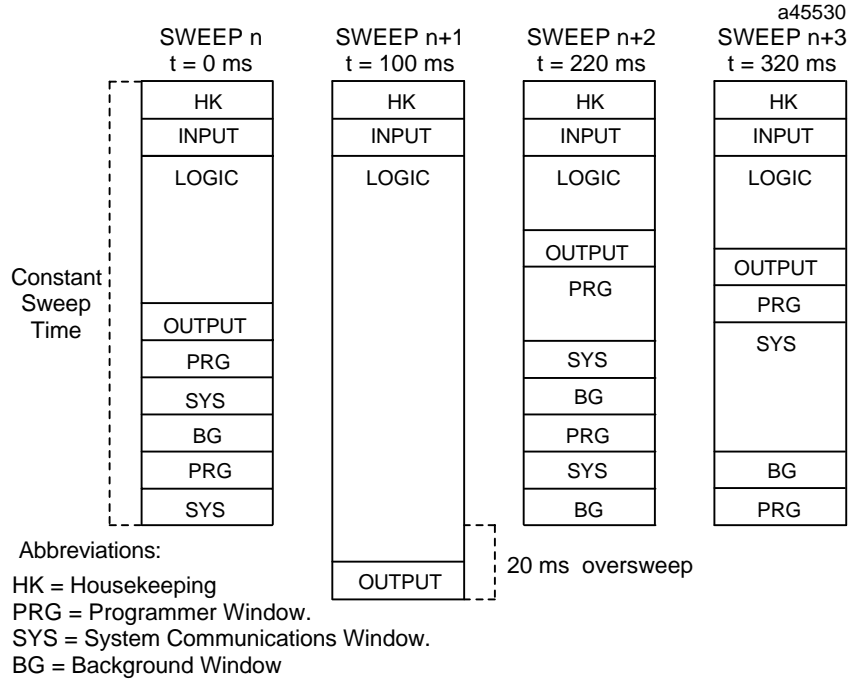 a45530
SWEEP n
t = 0 ms
HK
INPUT
LOGIC
OUTPUT
PRG
SYS
BG
PRG
SYS
SWEEP n+1
t = 100 ms
HK
INPUT
LOGIC
OUTPUT
SWEEP n+2
t = 220 ms
HK
INPUT
LOGIC
OUTPUT
PRG
SYS
BG
PRG
SYS
BG
SWEEP n+3
t = 320 ms
HK
INPUT
LOGIC
OUTPUT
PRG
SYS
BG
PRG
Constant
Sweep
Time
20 ms oversweep
Abbreviations:
HK = Housekeeping
PRG = Programmer Window.
SYS = System Communications Window.
BG = Background Window